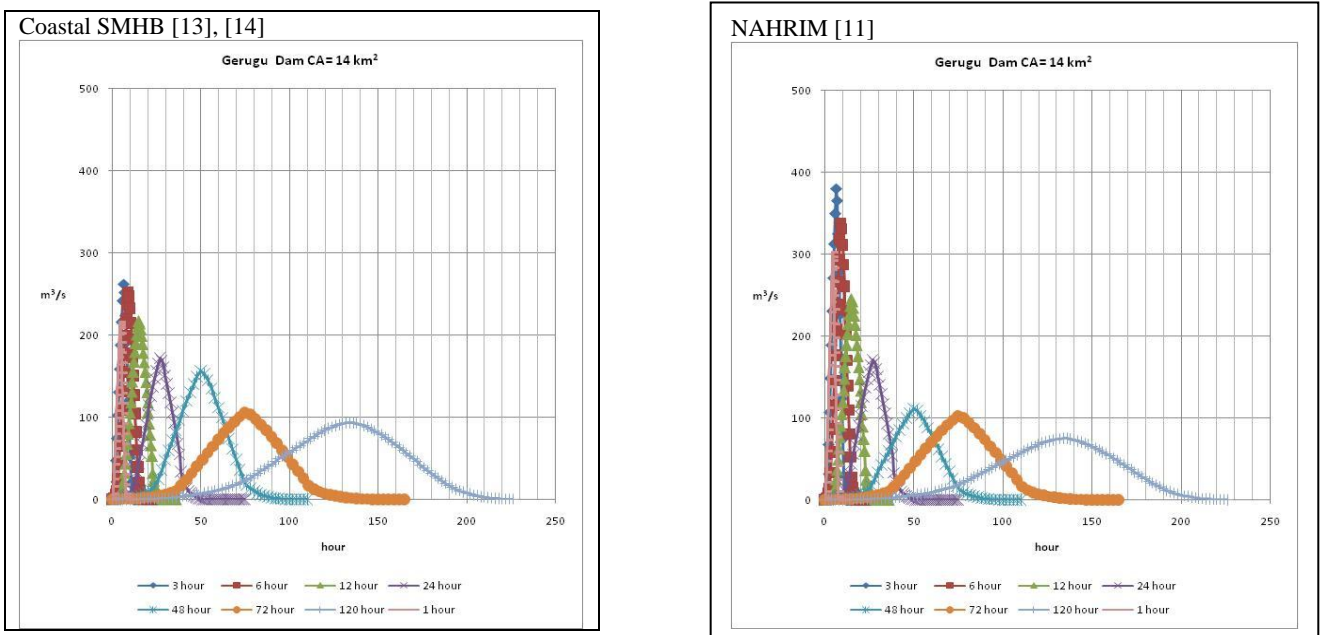 Coastal SMHB [13], [14]
Gerugu Dam CA= 14 km²
500
400
300
m³/s
200
100
0
0 50 100 150 200 250
hour
3 hour 6 hour 12 hour 24 hour
48 hour 72 hour 120 hour 1 hour
NAHRIM [11]
Gerugu Dam CA= 14 km²
500
400
300
m³/s
200
100
0
0 50 100 150 200 250
hour
3 hour 6 hour 12 hour 24 hour
48 hour 72 hour 120 hour 1 hour